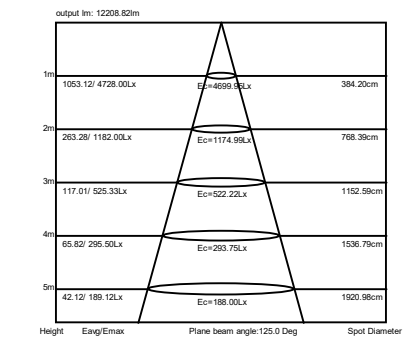 output lm: 12208.82lm
1m
1053.12/ 4728.00Lx
Ec=4699.95Lx
384.20cm
2m
263.28/ 1182.00Lx
Ec=1174.99Lx
768.39cm
3m
117.01/ 525.33Lx
Ec=522.22Lx
1152.59cm
4m
65.82/ 295.50Lx
Ec=293.75Lx
1536.79cm
5m
42.12/ 189.12Lx
Ec=188.00Lx
1920.98cm
Height Eavg/Emax Plane beam angle:125.0 Deg Spot Diameter